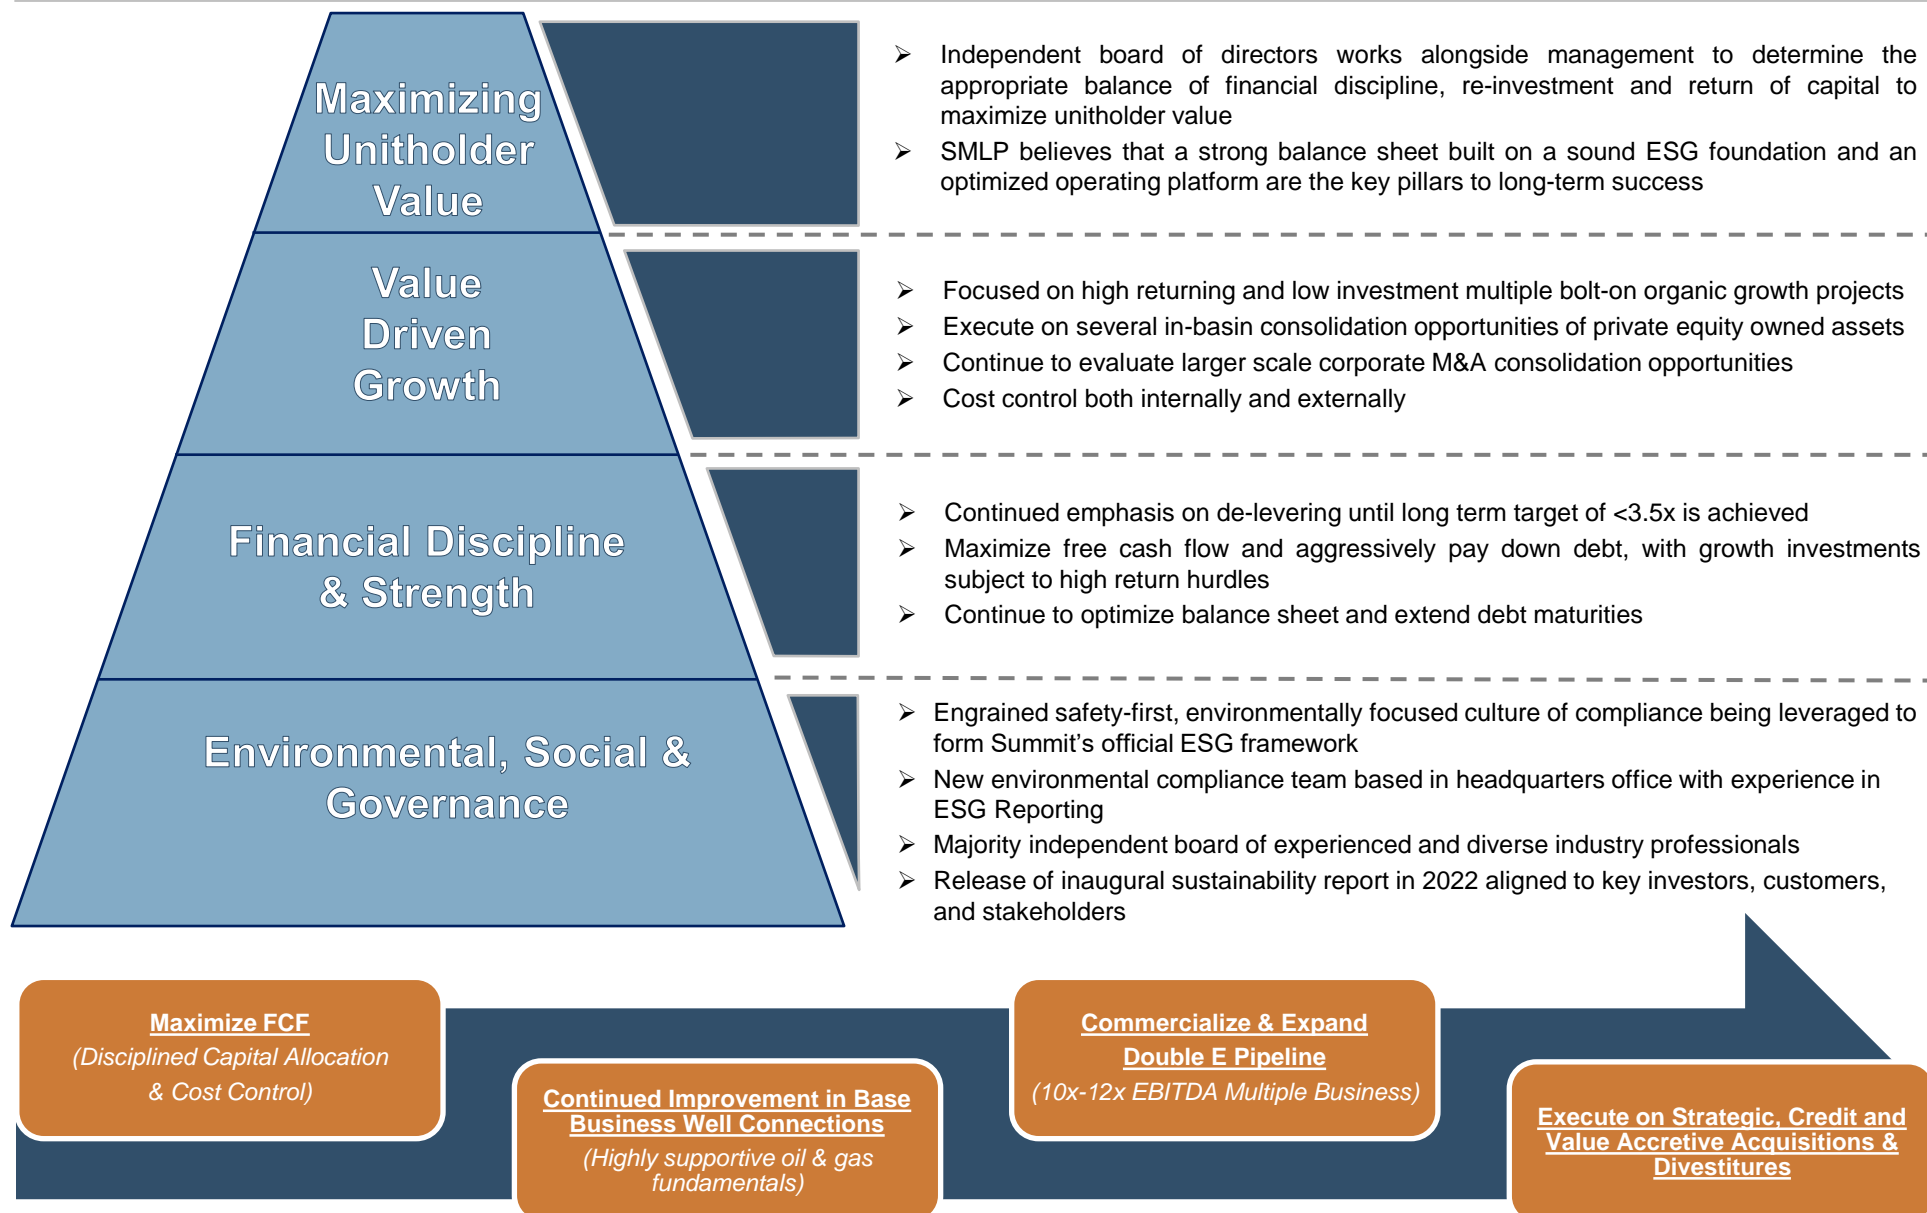 Maximizing
Unitholder
Value
➢ Independent board of directors works alongside management to determine the
appropriate balance of financial discipline, re-investment and return of capital to
maximize unitholder value
➢ SMLP believes that a strong balance sheet built on a sound ESG foundation and an
optimized operating platform are the key pillars to long-term success
Value
Driven
Growth
➢ Focused on high returning and low investment multiple bolt-on organic growth projects
➢ Execute on several in-basin consolidation opportunities of private equity owned assets
➢ Continue to evaluate larger scale corporate M&A consolidation opportunities
➢ Cost control both internally and externally
Financial Discipline
& Strength
➢ Continued emphasis on de-levering until long term target of <3.5x is achieved
➢ Maximize free cash flow and aggressively pay down debt, with growth investments
subject to high return hurdles
➢ Continue to optimize balance sheet and extend debt maturities
Environmental, Social &
Governance
➢ Engrained safety-first, environmentally focused culture of compliance being leveraged to
form Summit's official ESG framework
➢ New environmental compliance team based in headquarters office with experience in
ESG Reporting
➢ Majority independent board of experienced and diverse industry professionals
➢ Release of inaugural sustainability report in 2022 aligned to key investors, customers,
and stakeholders
Maximize FCF
(Disciplined Capital Allocation
& Cost Control)
Continued Improvement in Base
Business Well Connections
(Highly supportive oil & gas
fundamentals)
Commercialize & Expand
Double E Pipeline
(10x-12x EBITDA Multiple Business)
Execute on Strategic, Credit and
Value Accretive Acquisitions &
Divestitures